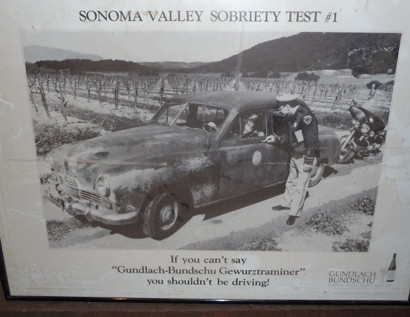 SONOMA VALLEY SOBRIETY TEST #1
If you can't say
"Gundlach-Bundschu Gewurztraminer"
you shouldn't be driving!
GUNDLACH
BUNDSCHU